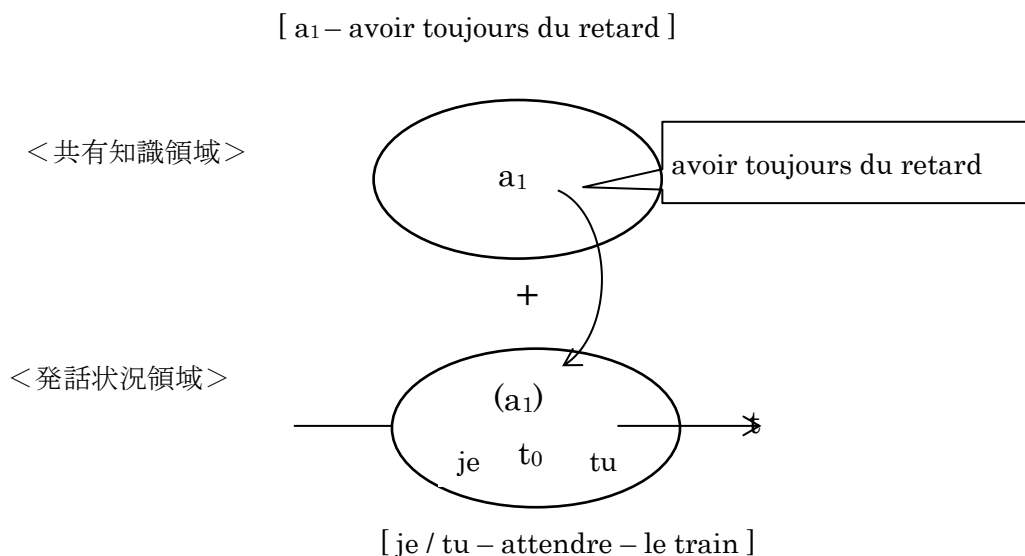 [ a₁ – avoir toujours du retard ]
＜共有知識領域＞
a₁
avoir toujours du retard
+
＜発話状況領域＞
(a₁)
t
je t₀ tu
[ je / tu – attendre – le train ]